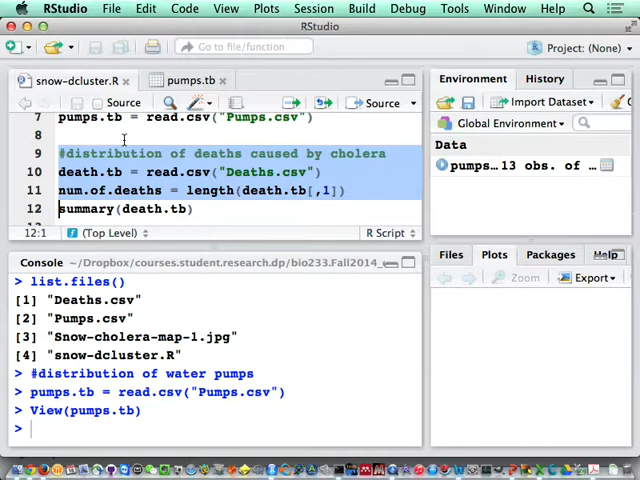 RStudio File Edit Code View Plots Session Build Debug Tools Window Help
RStudio
Go to file/function
Project: (None)
snow-dcluster.R
pumps.tb
Source
Source
7 pumps.tb = read.csv("Pumps.csv")
8
9 #distribution of deaths caused by cholera
10 death.tb = read.csv("Deaths.csv")
11 num.of.deaths = length(death.tb[,1])
12 summary(death.tb)
12:1
(Top Level)
R Script
Console ~/Dropbox/courses.student.research.dp/bio233.Fall2014_
> list.files()
[1] "Deaths.csv"
[2] "Pumps.csv"
[3] "Snow-cholera-map-1.jpg"
[4] "snow-dcluster.R"
> #distribution of water pumps
> pumps.tb = read.csv("Pumps.csv")
> View(pumps.tb)
>
Environment History
Import Dataset
Global Environment
Data
pumps… 13 obs. of …
Files Plots Packages Help
Zoom Export